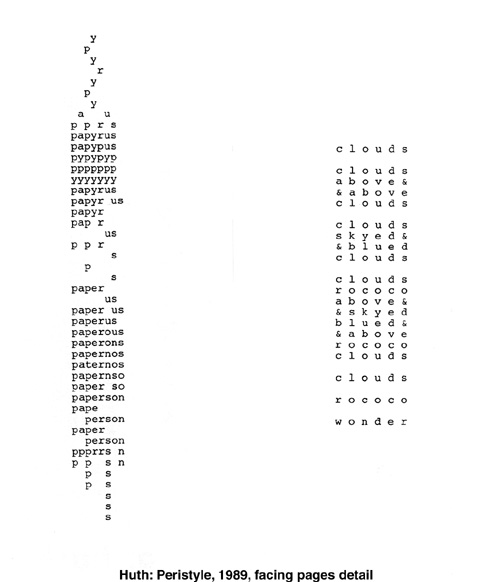 y
p
y
r
y
p
y
a u
p p r s
papyrus
papypus
pypypyp
ppppppp
yyyyyyy
papyrus
papyr us
papyr
pap r
us
p p r
s
p
s
paper
us
paper us
paperus
paperous
paperons
papernos
paternos
papernso
paper so
paperson
pape
person
paper
person
ppprrs n
p p s n
p s
p s
s
s
s
c l o u d s
c l o u d s
a b o v e &
& a b o v e
c l o u d s
c l o u d s
s k y e d &
& b l u e d
c l o u d s
c l o u d s
r o c o c o
a b o v e &
& s k y e d
b l u e d &
& a b o v e
r o c o c o
c l o u d s
c l o u d s
r o c o c o
w o n d e r
Huth: Peristyle, 1989, facing pages detail